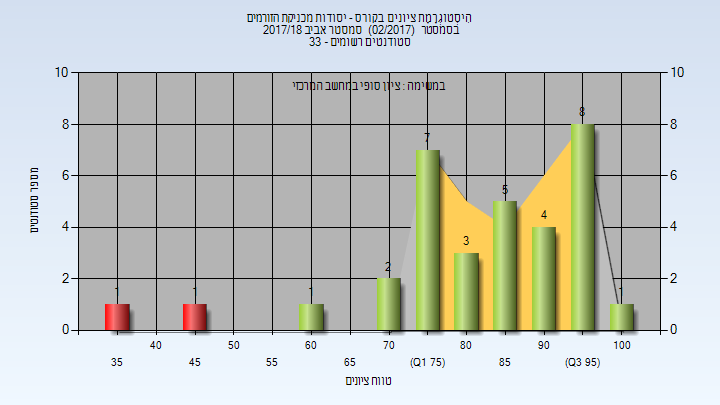 היסטוגרמת ציונים בקורס - יסודות מכניקת הזורמים
בסמסטר (02/2017) סמסטר אביב 2017/18
סטודנטים רשומים - 33
במשימה : ציון סופי במחשב המרכזי
מספר סטודנטים
10 8 6 4 2 0
10 8 6 4 2 0
1 1 1 2 7 3 5 4 8 1
40 50 60 70 80 90 100
35 45 55 65 (Q1 75) 85 (Q3 95)
טווח ציונים